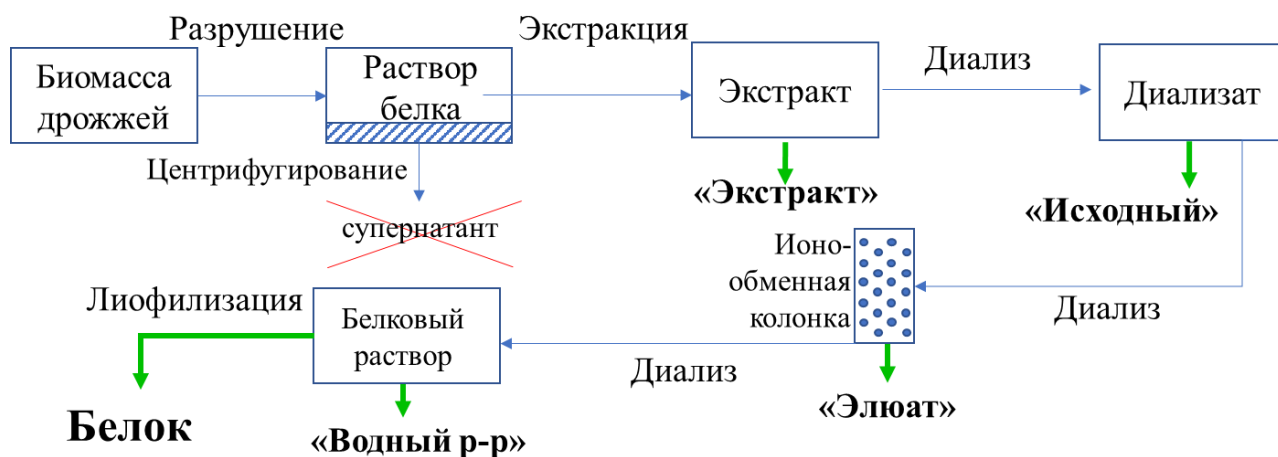 Разрушение
Экстракция
Диализ
Биомасса
дрожжей
Раствор
белка
Экстракт
Диализат
Центрифугирование
«Экстракт»
«Исходный»
супернатант
Ионо-
обменная
колонка
Лиофилизация
Белковый
раствор
Диализ
Диализ
Белок
«Водный р-р»
«Элюат»